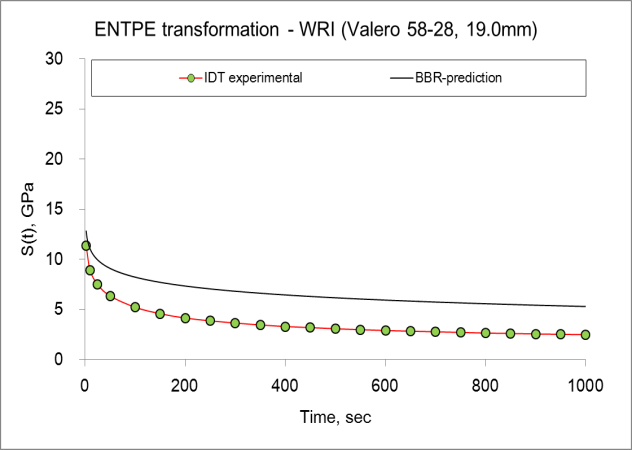 ENTPE transformation - WRI (Valero 58-28, 19.0mm)
30
IDT experimental
BBR-prediction
25
20
15
10
5
0
S(t), GPa
0 200 400 600 800 1000
Time, sec